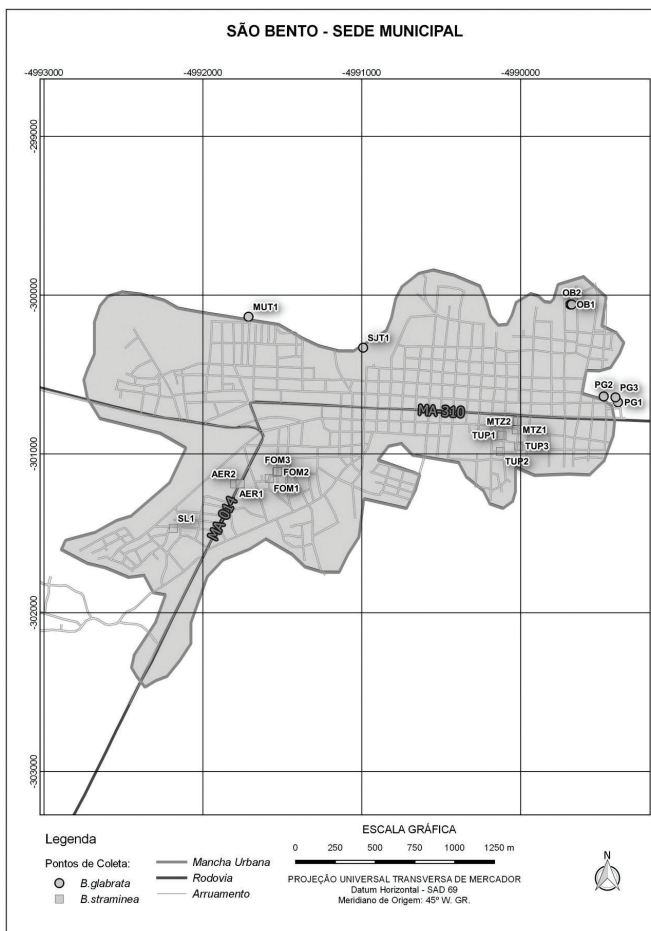 SÃO BENTO - SEDE MUNICIPAL
-4993000
-4992000
-4991000
-4990000
-299000
-300000
-301000
-302000
-303000
OB2
OB1
MUT1
SJT1
PG2
PG3
PG1
MA-310
MTZ2
MTZ1
TUP1
TUP3
TUP2
FOM3
FOM2
FOM1
AER2
AER1
SL1
MA-014
Legenda
Pontos de Coleta:
B.glabrata
B.straminea
Mancha Urbana
Rodovia
Arruamento
ESCALA GRÁFICA
0 250 500 750 1000 1250 m
PROJEÇÃO UNIVERSAL TRANSVERSA DE MERCADOR
Datum Horizontal - SAD 69
Meridiano de Origem: 45º W. GR.
N